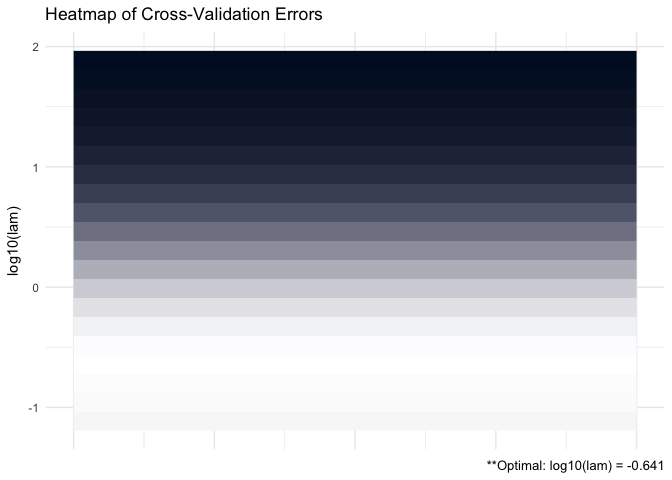 Heatmap of Cross-Validation Errors
2
1
0
-1
log10(lam)
**Optimal: log10(lam) = -0.641